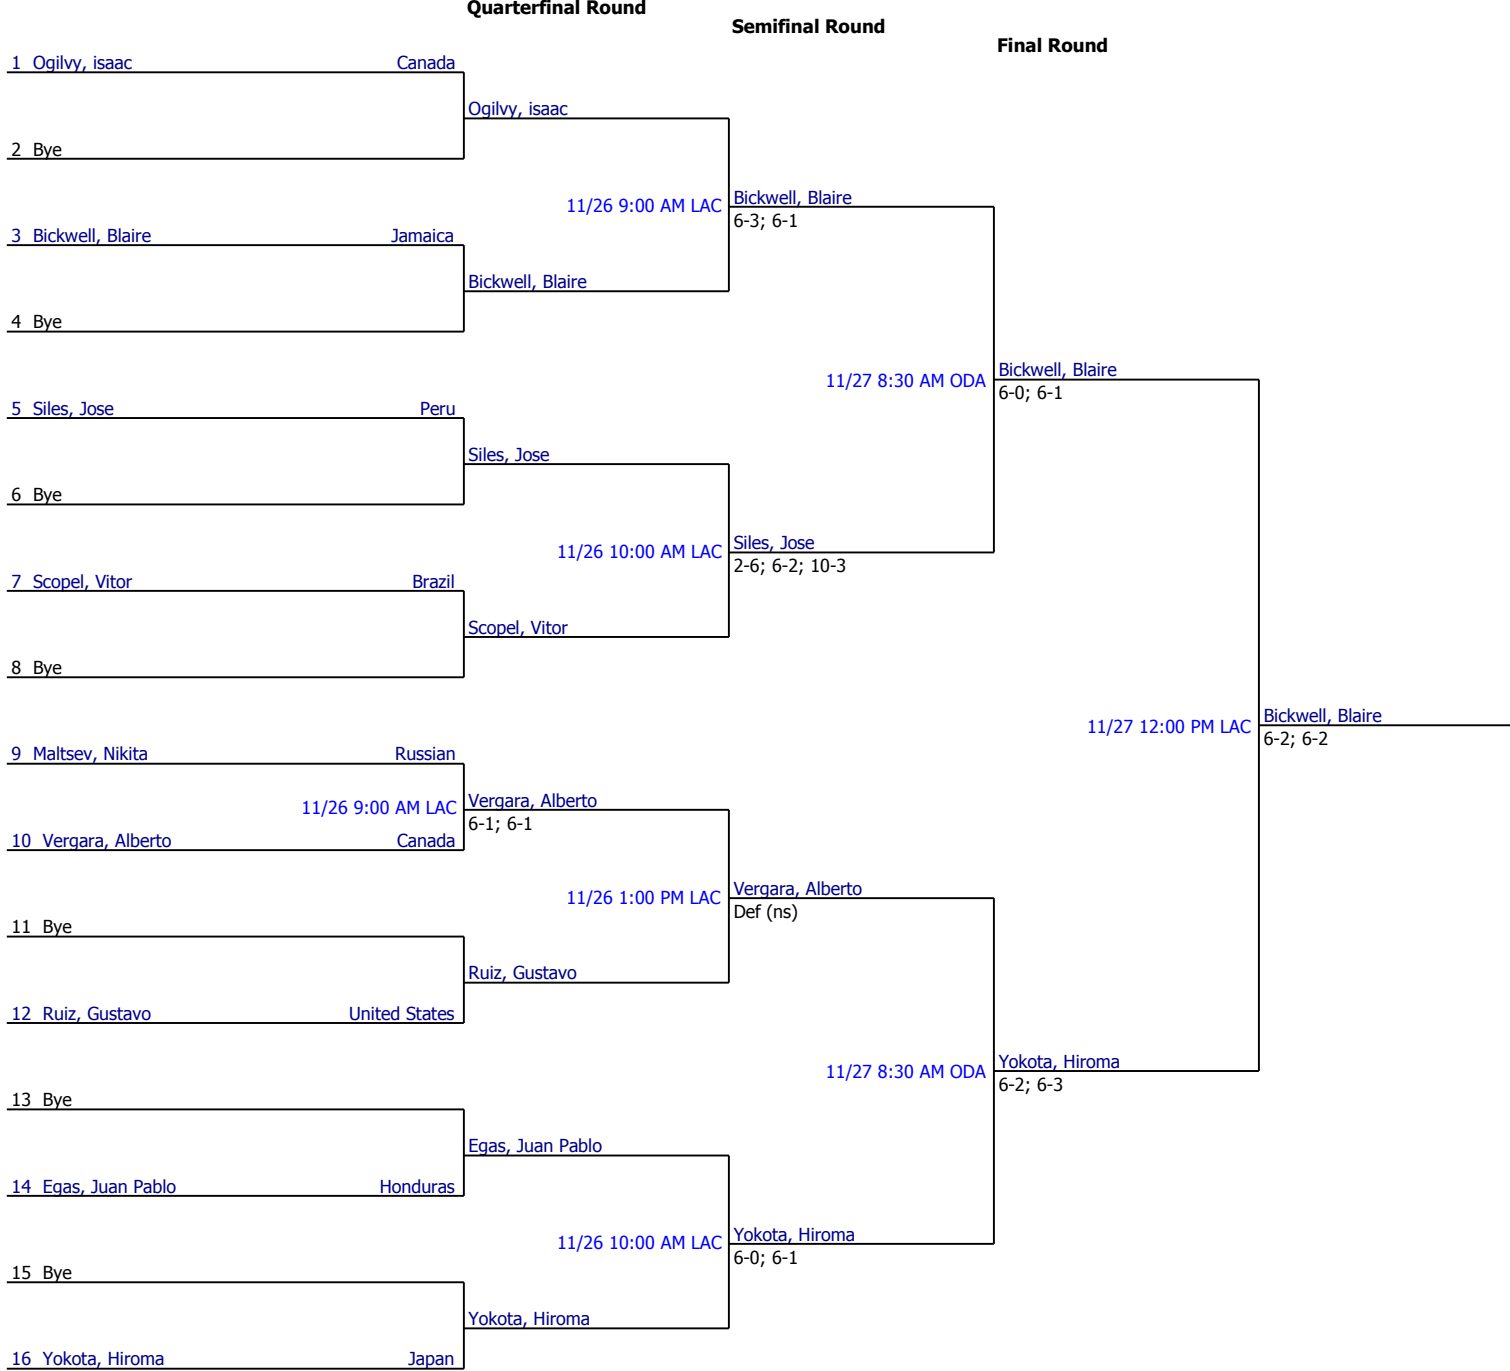 Quarterfinal Round
Semifinal Round
Final Round
1 Ogilvy, isaac Canada
Ogilvy, isaac
2 Bye
11/26 9:00 AM LAC Bickwell, Blaire
6-3; 6-1
3 Bickwell, Blaire Jamaica
Bickwell, Blaire
4 Bye
11/27 8:30 AM ODA Bickwell, Blaire
6-0; 6-1
5 Siles, Jose Peru
Siles, Jose
6 Bye
11/26 10:00 AM LAC Siles, Jose
2-6; 6-2; 10-3
7 Scopel, Vitor Brazil
Scopel, Vitor
8 Bye
11/27 12:00 PM LAC Bickwell, Blaire
6-2; 6-2
9 Maltsev, Nikita Russian
11/26 9:00 AM LAC Vergara, Alberto
6-1; 6-1
10 Vergara, Alberto Canada
11/26 1:00 PM LAC Vergara, Alberto
Def (ns)
11 Bye
Ruiz, Gustavo
12 Ruiz, Gustavo United States
11/27 8:30 AM ODA Yokota, Hiroma
6-2; 6-3
13 Bye
Egas, Juan Pablo
14 Egas, Juan Pablo Honduras
11/26 10:00 AM LAC Yokota, Hiroma
6-0; 6-1
15 Bye
Yokota, Hiroma
16 Yokota, Hiroma Japan